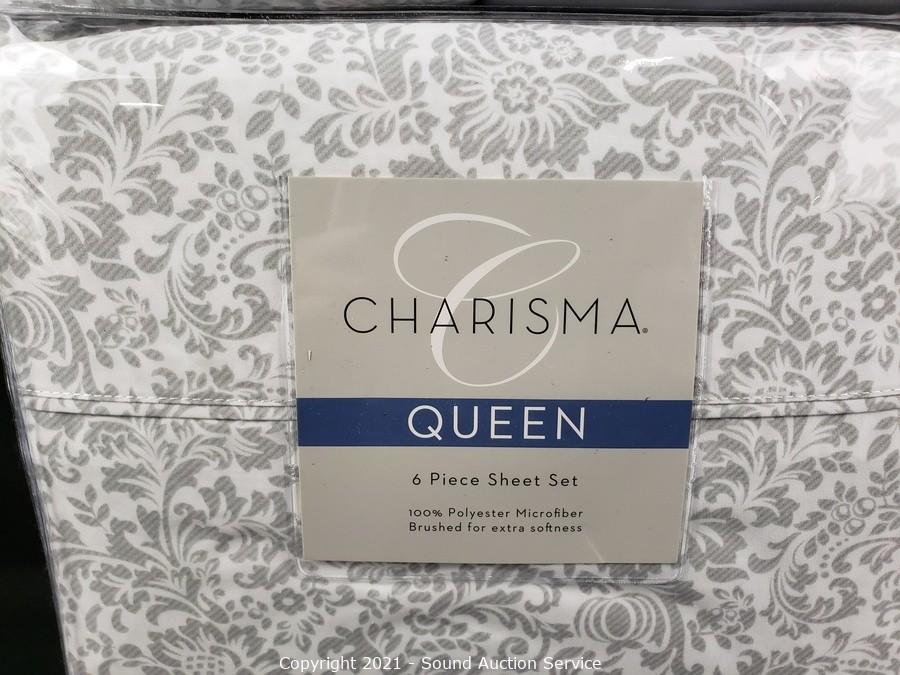 C
CHARISMA®
QUEEN
6 Piece Sheet Set
100% Polyester Microfiber
Brushed for extra softness
Copyright 2021 - Sound Auction Service